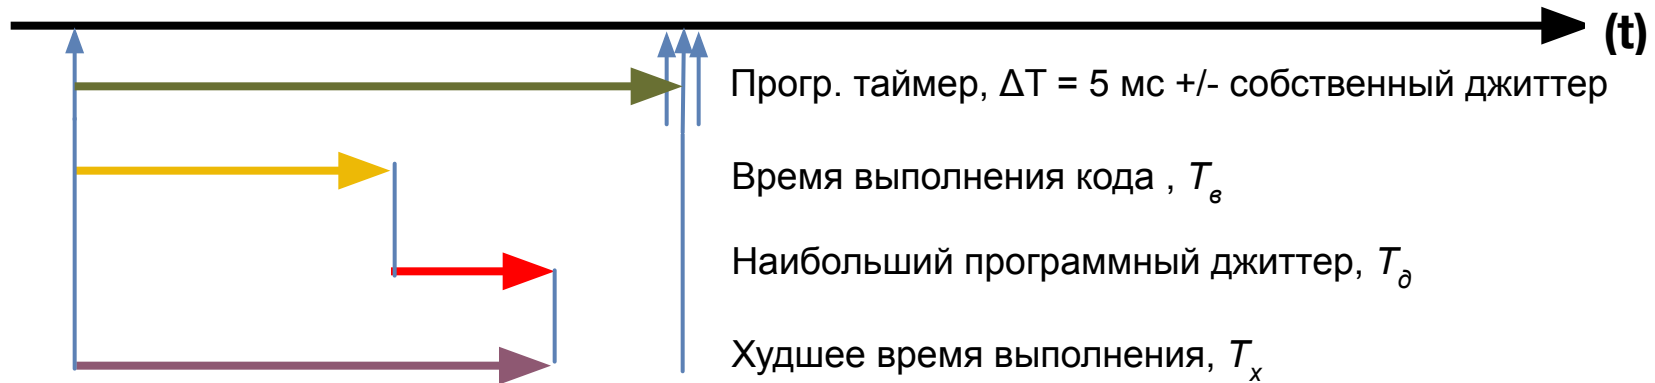 (t)
Прогр. таймер, ΔT = 5 мс +/- собственный джиттер
Время выполнения кода , Tв
Наибольший программный джиттер, Tд
Худшее время выполнения, Tх